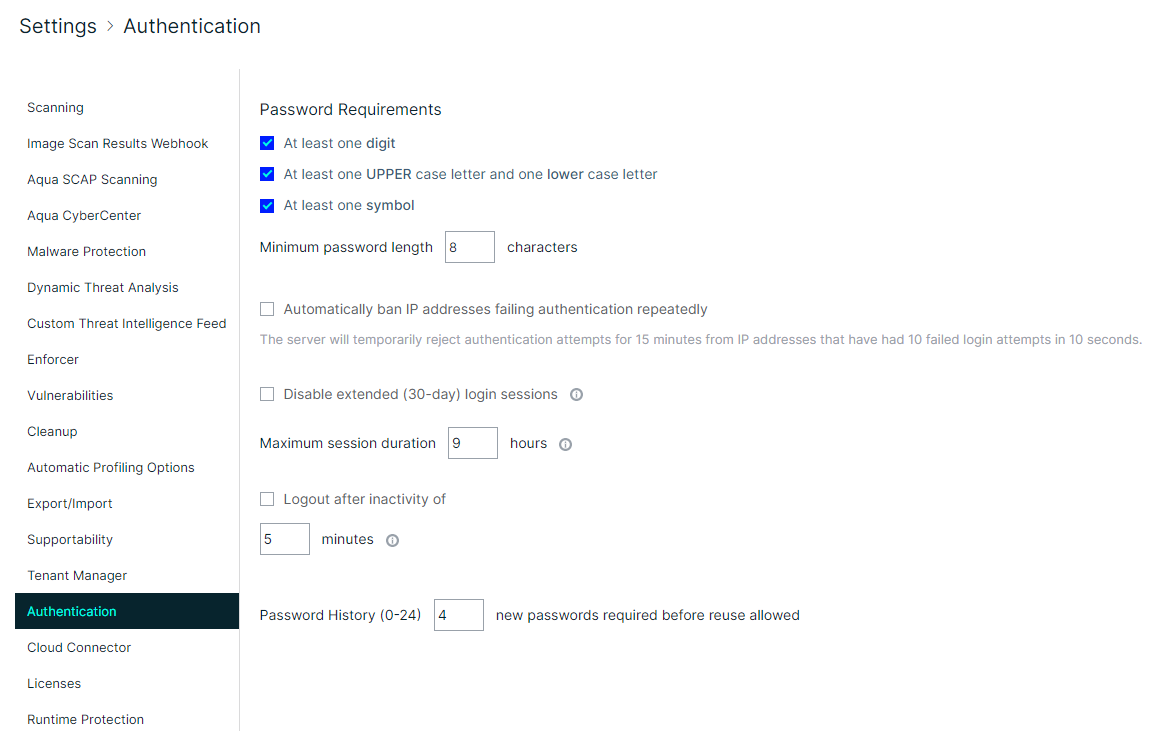 Settings > Authentication
Scanning
Image Scan Results Webhook
Aqua SCAP Scanning
Aqua CyberCenter
Malware Protection
Dynamic Threat Analysis
Custom Threat Intelligence Feed
Enforcer
Vulnerabilities
Cleanup
Automatic Profiling Options
Export/Import
Supportability
Tenant Manager
Authentication
Cloud Connector
Licenses
Runtime Protection
Password Requirements
At least one digit
At least one UPPER case letter and one lower case letter
At least one symbol
Minimum password length 8 characters
Automatically ban IP addresses failing authentication repeatedly
The server will temporarily reject authentication attempts for 15 minutes from IP addresses that have had 10 failed login attempts in 10 seconds.
Disable extended (30-day) login sessions
Maximum session duration 9 hours
Logout after inactivity of
5 minutes
Password History (0-24) 4 new passwords required before reuse allowed